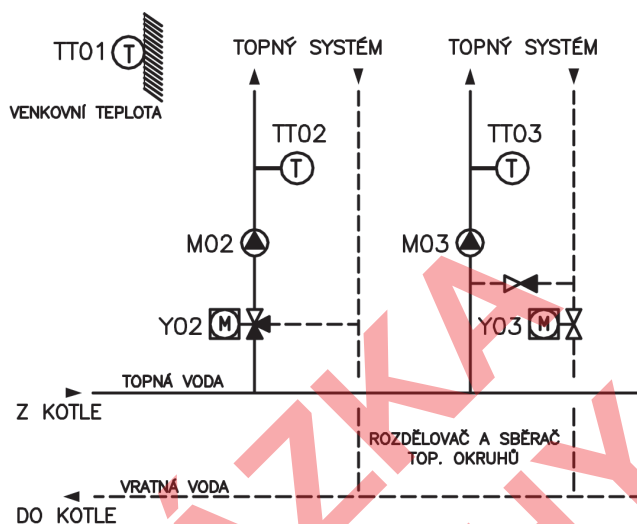 TT01 T
VENKOVNÍ TEPLOTA
TOPNÝ SYSTÉM
TOPNÝ SYSTÉM
TT02
T
TT03
T
M02
M03
Y02 M
Y03 M
TOPNÁ VODA
Z KOTLE
ROZDĚLOVAČ A SBĚRAČ
TOP. OKRUHŮ
VRATNÁ VODA
DO KOTLE